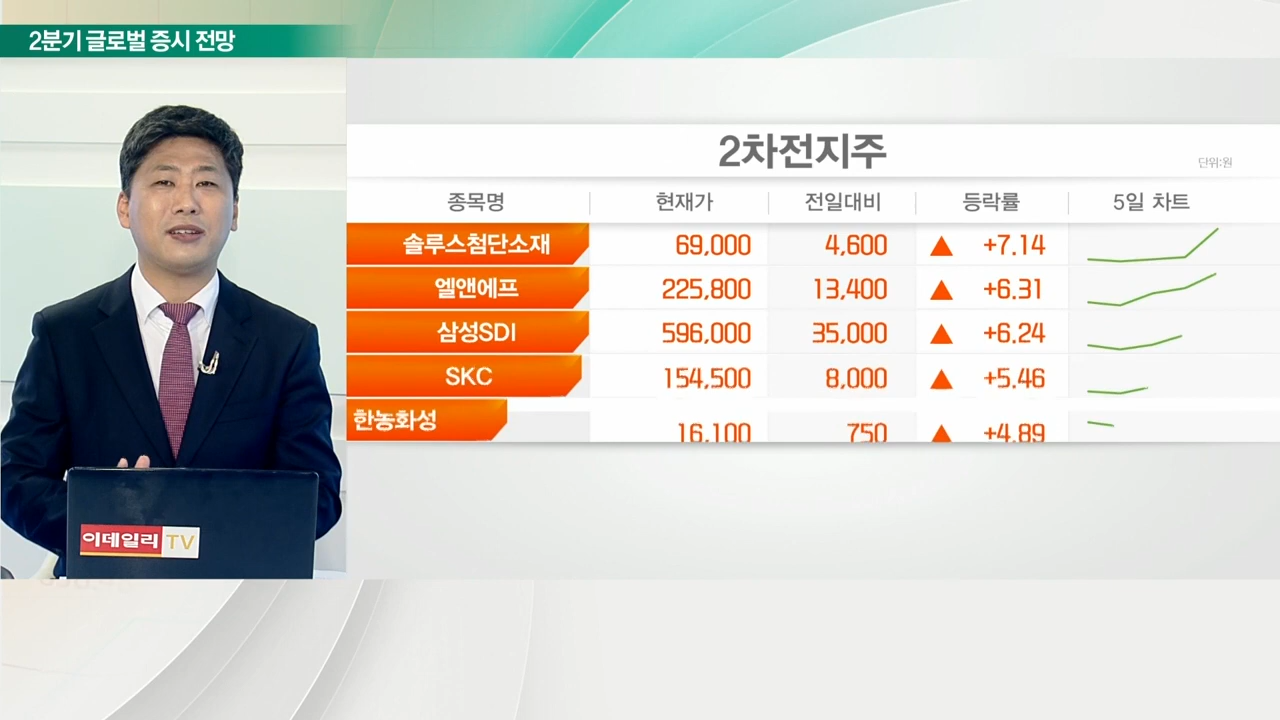 2분기 글로벌 증시 전망
2차전지주
단위:원
종목명 현재가 전일대비 등락률 5일 차트
솔루스첨단소재 69,000 4,600 ▲ +7.14
엘앤에프 225,800 13,400 ▲ +6.31
삼성SDI 596,000 35,000 ▲ +6.24
SKC 154,500 8,000 ▲ +5.46
한농화성 16,100 750 ▲ +4.89
이데일리 TV